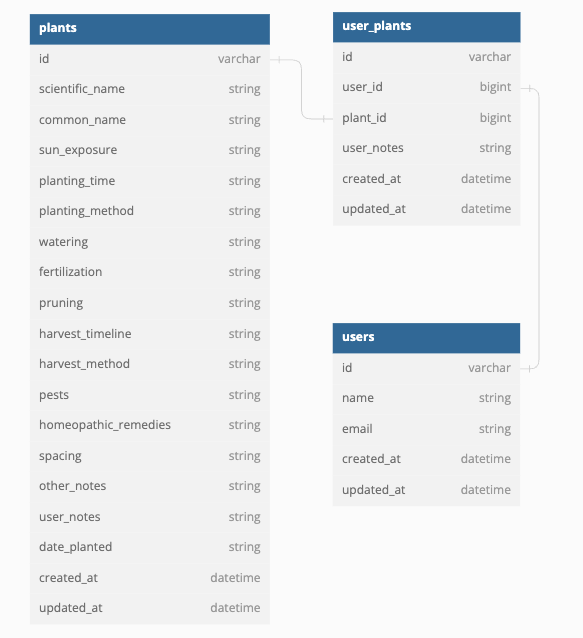 plants
id varchar
scientific_name string
common_name string
sun_exposure string
planting_time string
planting_method string
watering string
fertilization string
pruning string
harvest_timeline string
harvest_method string
pests string
homeopathic_remedies string
spacing string
other_notes string
user_notes string
date_planted string
created_at datetime
updated_at datetime
user_plants
id varchar
user_id bigint
plant_id bigint
user_notes string
created_at datetime
updated_at datetime
users
id varchar
name string
email string
created_at datetime
updated_at datetime